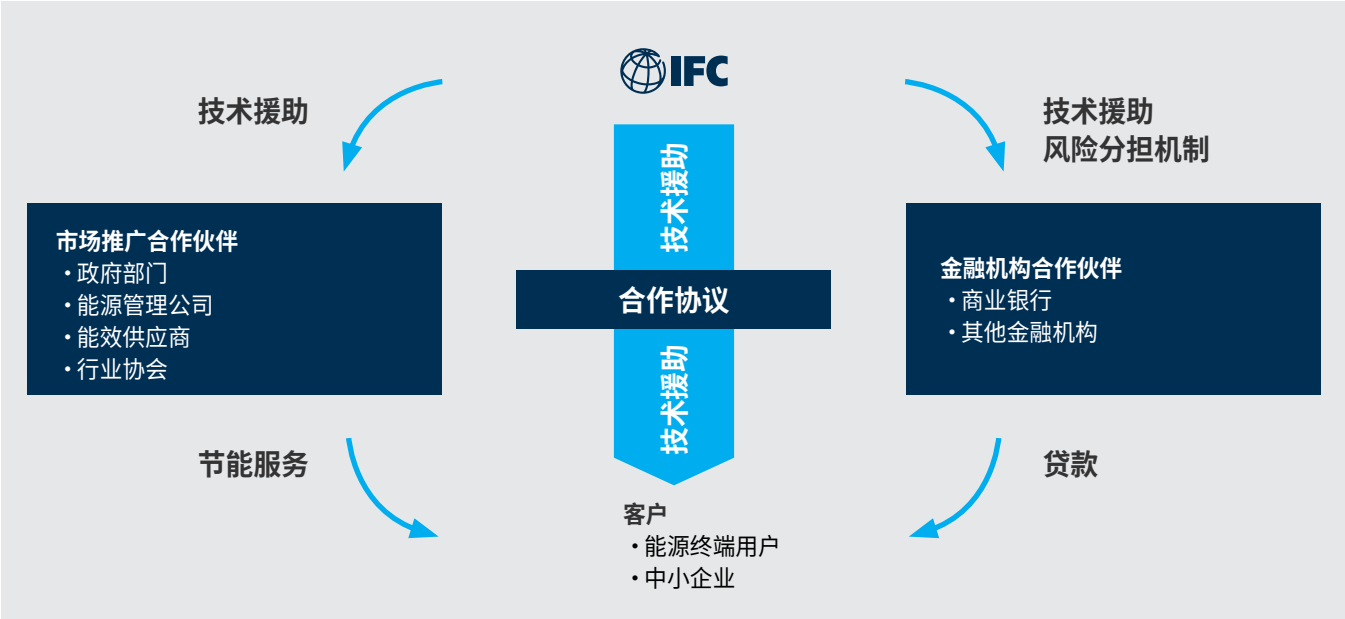 IFC
技术援助
技术援助
风险分担机制
技术援助
市场推广合作伙伴
• 政府部门
• 能源管理公司
• 能效供应商
• 行业协会
合作协议
金融机构合作伙伴
• 商业银行
• 其他金融机构
技术援助
节能服务
贷款
客户
• 能源终端用户
• 中小企业